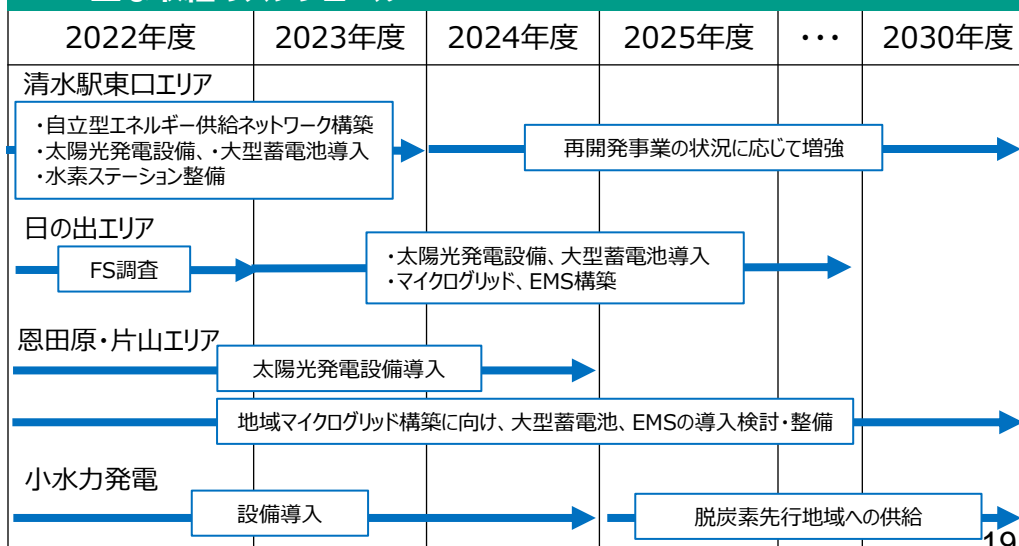 2022年度
2023年度
2024年度
2025年度
・・・
2030年度
清水駅東口エリア
・自立型エネルギー供給ネットワーク構築
・太陽光発電設備、・大型蓄電池導入
・水素ステーション整備
再開発事業の状況に応じて増強
日の出エリア
FS調査
・太陽光発電設備、大型蓄電池導入
・マイクログリッド、EMS構築
恩田原・片山エリア
太陽光発電設備導入
地域マイクログリッド構築に向け、大型蓄電池、EMSの導入検討・整備
小水力発電
設備導入
脱炭素先行地域への供給
19